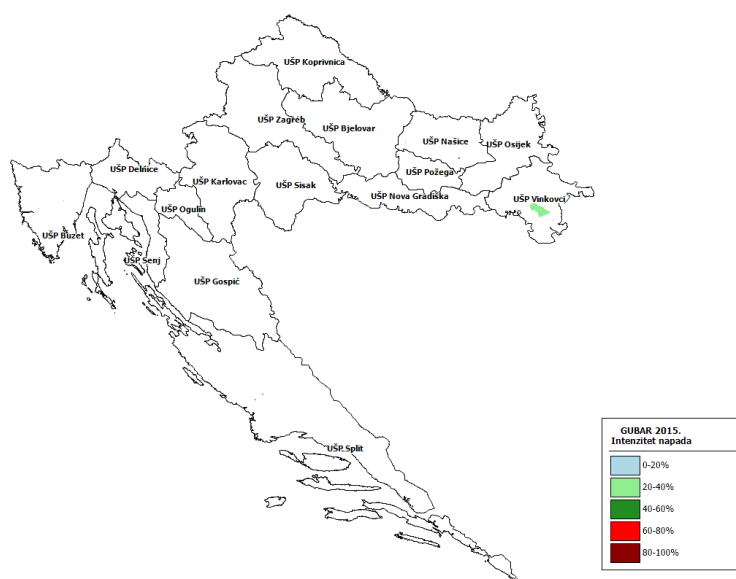 UŠP Koprivnica
UŠP Zagreb
UŠP Bjelovar
UŠP Našice
UŠP Osijek
UŠP Delnice
UŠP Karlovac
UŠP Sisak
UŠP Požega
UŠP Nova Gradiška
UŠP Vinkovci
UŠP Ogulin
UŠP Buzet
UŠP Senj
UŠP Gospić
UŠP Split
GUBAR 2015.
Intenzitet napada
0-20%
20-40%
40-60%
60-80%
80-100%